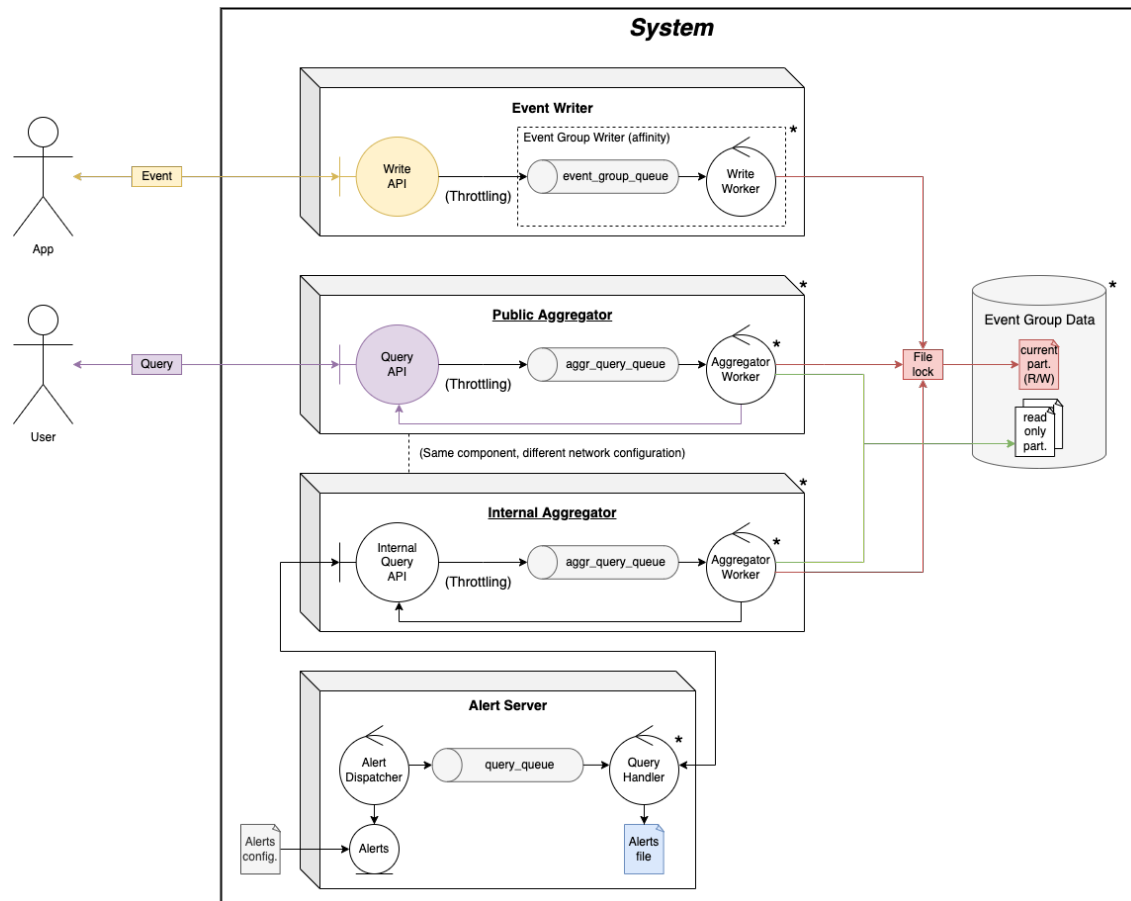 System
Event Writer
Event Group Writer (affinity)
*
Event
Write
API
(Throttling)
event_group_queue
Write
Worker
App
Public Aggregator
*
Query
Query
API
(Throttling)
aggr_query_queue
Aggregator
Worker
*
User
File
lock
Event Group Data
*
current
part.
(R/W)
read
only
part.
(Same component, different network configuration)
Internal Aggregator
*
Internal
Query
API
(Throttling)
aggr_query_queue
Aggregator
Worker
*
Alert Server
Alert
Dispatcher
query_queue
Query
Handler
*
Alerts
config.
Alerts
Alerts
file